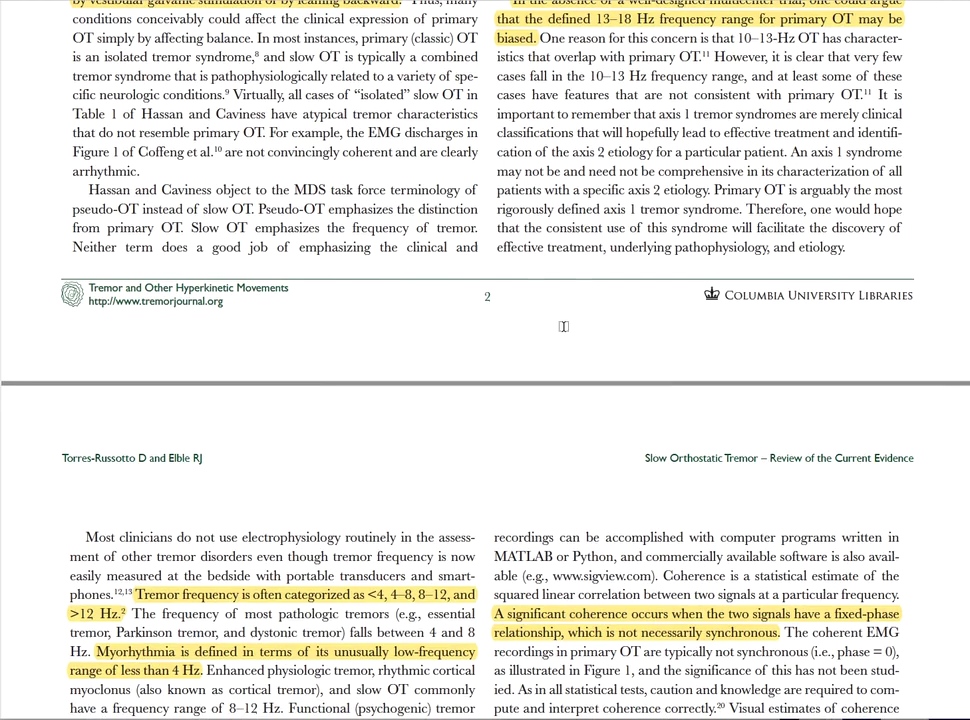 by vestibular galvanic stimulation or by leaning backward. Thus, many
conditions conceivably could affect the clinical expression of primary
OT simply by affecting balance. In most instances, primary (classic) OT
is an isolated tremor syndrome,⁸ and slow OT is typically a combined
tremor syndrome that is pathophysiologically related to a variety of spe-
cific neurologic conditions.⁹ Virtually, all cases of “isolated” slow OT in
Table 1 of Hassan and Caviness have atypical tremor characteristics
that do not resemble primary OT. For example, the EMG discharges in
Figure 1 of Coffeng et al.¹⁰ are not convincingly coherent and are clearly
arrhythmic.
Hassan and Caviness object to the MDS task force terminology of
pseudo-OT instead of slow OT. Pseudo-OT emphasizes the distinction
from primary OT. Slow OT emphasizes the frequency of tremor.
Neither term does a good job of emphasizing the clinical and
In the absence of a well-designed multicenter trial, one could argue
that the defined 13–18 Hz frequency range for primary OT may be
biased. One reason for this concern is that 10–13-Hz OT has character-
istics that overlap with primary OT.¹¹ However, it is clear that very few
cases fall in the 10–13 Hz frequency range, and at least some of these
cases have features that are not consistent with primary OT.¹¹ It is
important to remember that axis 1 tremor syndromes are merely clinical
classifications that will hopefully lead to effective treatment and identifi-
cation of the axis 2 etiology for a particular patient. An axis 1 syndrome
may not be and need not be comprehensive in its characterization of all
patients with a specific axis 2 etiology. Primary OT is arguably the most
rigorously defined axis 1 tremor syndrome. Therefore, one would hope
that the consistent use of this syndrome will facilitate the discovery of
effective treatment, underlying pathophysiology, and etiology.
Tremor and Other Hyperkinetic Movements
http://www.tremorjournal.org
2
Columbia University Libraries
Torres-Russotto D and Elble RJ
Slow Orthostatic Tremor – Review of the Current Evidence
Most clinicians do not use electrophysiology routinely in the assess-
ment of other tremor disorders even though tremor frequency is now
easily measured at the bedside with portable transducers and smart-
phones.¹²,¹³ Tremor frequency is often categorized as <4, 4–8, 8–12, and
>12 Hz.² The frequency of most pathologic tremors (e.g., essential
tremor, Parkinson tremor, and dystonic tremor) falls between 4 and 8
Hz. Myorhythmia is defined in terms of its unusually low-frequency
range of less than 4 Hz. Enhanced physiologic tremor, rhythmic cortical
myoclonus (also known as cortical tremor), and slow OT commonly
have a frequency range of 8–12 Hz. Functional (psychogenic) tremor
recordings can be accomplished with computer programs written in
MATLAB or Python, and commercially available software is also avail-
able (e.g., www.sigview.com). Coherence is a statistical estimate of the
squared linear correlation between two signals at a particular frequency.
A significant coherence occurs when the two signals have a fixed-phase
relationship, which is not necessarily synchronous. The coherent EMG
recordings in primary OT are typically not synchronous (i.e., phase = 0),
as illustrated in Figure 1, and the significance of this has not been stud-
ied. As in all statistical tests, caution and knowledge are required to com-
pute and interpret coherence correctly.²⁰ Visual estimates of coherence